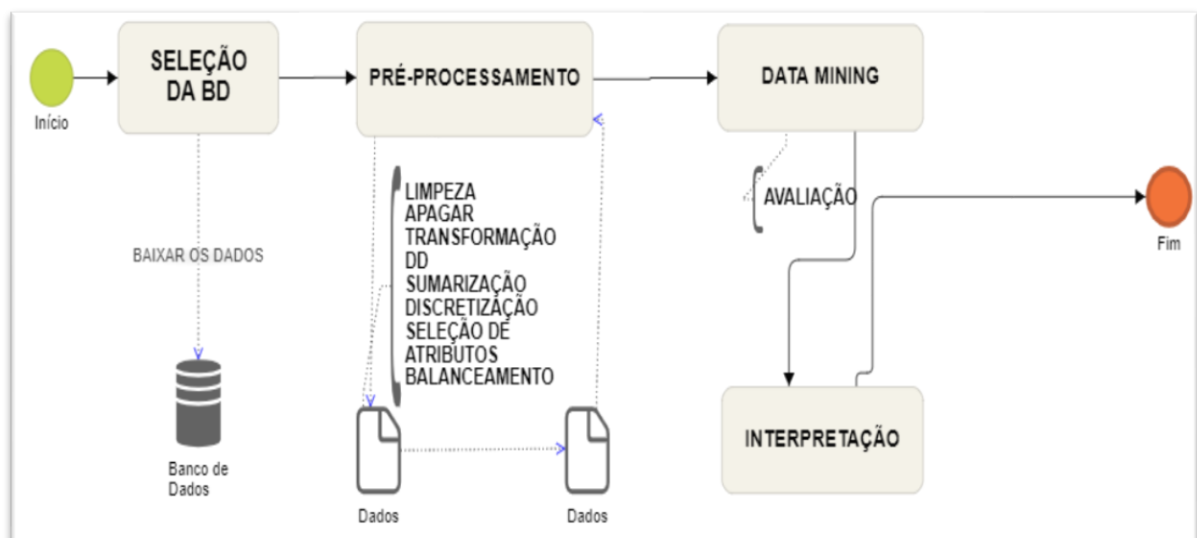 Início
SELEÇÃO
DA BD
PRÉ-PROCESSAMENTO
DATA MINING
LIMPEZA
APAGAR
TRANSFORMAÇÃO
DD
SUMARIZAÇÃO
DISCRETIZAÇÃO
SELEÇÃO DE
ATRIBUTOS
BALANCEAMENTO
AVALIAÇÃO
Fim
BAIXAR OS DADOS
Banco de
Dados
Dados
Dados
INTERPRETAÇÃO